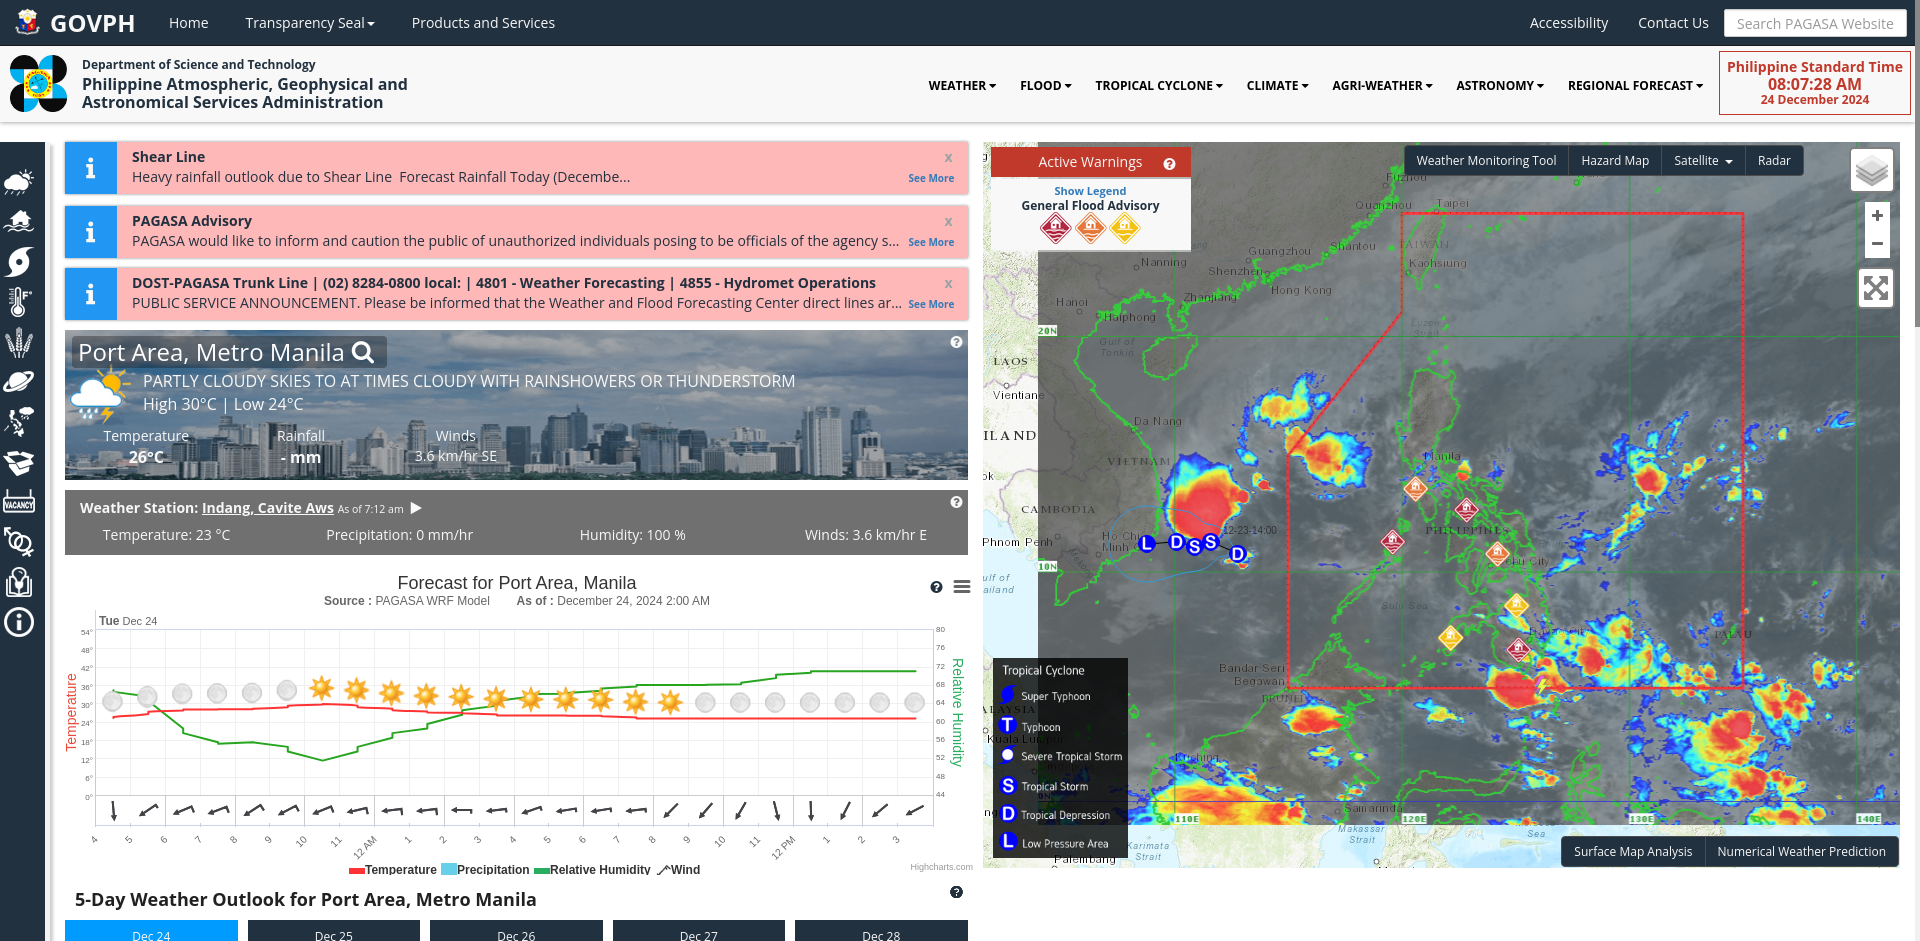 GOVPH
Home
Transparency Seal
Products and Services
Accessibility
Contact Us
Search PAGASA Website
Department of Science and Technology
Philippine Atmospheric, Geophysical and
Astronomical Services Administration
WEATHER
FLOOD
TROPICAL CYCLONE
CLIMATE
AGRI-WEATHER
ASTRONOMY
REGIONAL FORECAST
Philippine Standard Time
08:07:28 AM
24 December 2024
Shear Line
x
Heavy rainfall outlook due to Shear Line Forecast Rainfall Today (Decembe...
See More
PAGASA Advisory
x
PAGASA would like to inform and caution the public of unauthorized individuals posing to be officials of the agency s...
See More
DOST-PAGASA Trunk Line | (02) 8284-0800 local: | 4801 - Weather Forecasting | 4855 - Hydromet Operations
x
PUBLIC SERVICE ANNOUNCEMENT. Please be informed that the Weather and Flood Forecasting Center direct lines ar...
See More
VACANCY
Port Area, Metro Manila
PARTLY CLOUDY SKIES TO AT TIMES CLOUDY WITH RAINSHOWERS OR THUNDERSTORM
High 30°C | Low 24°C
Temperature
Rainfall
Winds
26°C
- mm
3.6 km/hr SE
Weather Station: Indang, Cavite Aws As of 7:12 am
Temperature: 23 °C
Precipitation: 0 mm/hr
Humidity: 100 %
Winds: 3.6 km/hr E
Forecast for Port Area, Manila
Source : PAGASA WRF Model
As of : December 24, 2024 2:00 AM
Tue Dec 24
Temperature
54°
48°
42°
36°
30°
24°
18°
12°
6°
0°
80
76
72
68
64
60
56
52
48
44
Relative Humidity
4 5 6 7 8 9 10 11 12 AM 1 2 3 4 5 6 7 8 9 10 11 12 PM 1 2 3
Temperature
Precipitation
Relative Humidity
Wind
Highcharts.com
5-Day Weather Outlook for Port Area, Metro Manila
Dec 24
Dec 25
Dec 26
Dec 27
Dec 28
Active Warnings
Show Legend
General Flood Advisory
Weather Monitoring Tool
Hazard Map
Satellite
Radar
+
−
Fuzhou
Quanzhou
Taipei
TAIWAN
Guangzhou
Shantou
Kaohsiung
Nanning
Shenzhen
Hong Kong
Zhanjiang
Hanoi
Haiphong
Luzon
Strait
20N
Gulf of
Tonkin
LAOS
Vientiane
Da Nang
ILAND
VIETNAM
Manila
CAMBODIA
12-23-14:00
PHILIPPINES
Phnom Penh
Ho Chi
Minh
L
D
S
S
D
Cebu City
10N
ulf of
ailand
Sulu Sea
Davao City
PALAU
Bandar Seri
Begawan
BRUNEI
ALAYSIA
Kuala Lumpur
Kuching
Tropical Cyclone
Super Typhoon
T
Typhoon
Severe Tropical Storm
S
Tropical Storm
D
Tropical Depression
L
Low Pressure Area
Samarinda
110E
120E
130E
140E
Makassar
Strait
Karimata
Strait
Sea
Palembang
Surface Map Analysis
Numerical Weather Prediction